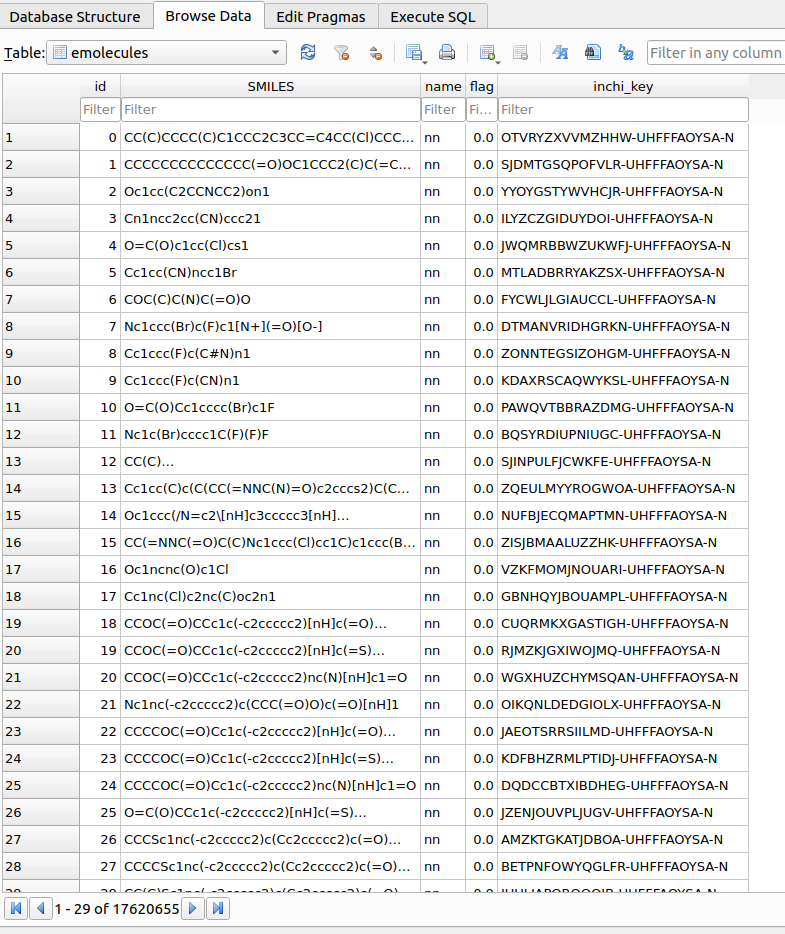 Database Structure Browse Data Edit Pragmas Execute SQL
Table: emolecules Filter in any column
id SMILES name flag inchi_key
Filter Filter Filter Fi... Filter
1 0 CC(C)CCCC(C)C1CCC2C3CC=C4CC(Cl)CCC... nn 0.0 OTVRYZXVVMZHHW-UHFFFAOYSA-N
2 1 CCCCCCCCCCCCCC(=O)OC1CCC2(C)C(=C... nn 0.0 SJDMTGSQPOFVLR-UHFFFAOYSA-N
3 2 Oc1cc(C2CCNCC2)on1 nn 0.0 YYOYGSTYWVHCJR-UHFFFAOYSA-N
4 3 Cn1ncc2cc(CN)ccc21 nn 0.0 ILYZCZGIDUYDOI-UHFFFAOYSA-N
5 4 O=C(O)c1cc(Cl)cs1 nn 0.0 JWQMRBBWZUKWFJ-UHFFFAOYSA-N
6 5 Cc1cc(CN)ncc1Br nn 0.0 MTLADBRRYAKZSX-UHFFFAOYSA-N
7 6 COC(C)C(N)C(=O)O nn 0.0 FYCWLJLGIAUCCL-UHFFFAOYSA-N
8 7 Nc1ccc(Br)c(F)c1[N+](=O)[O-] nn 0.0 DTMANVRIDHGRKN-UHFFFAOYSA-N
9 8 Cc1ccc(F)c(C#N)n1 nn 0.0 ZONNTEGSIZOHGM-UHFFFAOYSA-N
10 9 Cc1ccc(F)c(CN)n1 nn 0.0 KDAXRSCAQWYKSL-UHFFFAOYSA-N
11 10 O=C(O)Cc1cccc(Br)c1F nn 0.0 PAWQVTBBRAZDMG-UHFFFAOYSA-N
12 11 Nc1c(Br)cccc1C(F)(F)F nn 0.0 BQSYRDIUPNIUGC-UHFFFAOYSA-N
13 12 CC(C)... nn 0.0 SJINPULFJCWKFE-UHFFFAOYSA-N
14 13 Cc1cc(C)c(C(CC(=NNC(N)=O)c2cccs2)C(C... nn 0.0 ZQEULMYYROGWOA-UHFFFAOYSA-N
15 14 Oc1ccc(/N=c2\[nH]c3ccccc3[nH]... nn 0.0 NUFBJECQMAPTMN-UHFFFAOYSA-N
16 15 CC(=NNC(=O)C(C)Nc1ccc(Cl)cc1C)c1ccc(B... nn 0.0 ZISJBMAALUZZHK-UHFFFAOYSA-N
17 16 Oc1ncnc(O)c1Cl nn 0.0 VZKFMOMJNOUARI-UHFFFAOYSA-N
18 17 Cc1nc(Cl)c2nc(C)oc2n1 nn 0.0 GBNHQYJBOUAMPL-UHFFFAOYSA-N
19 18 CCOC(=O)CCc1c(-c2ccccc2)[nH]c(=O)... nn 0.0 CUQRMKXGASTIGH-UHFFFAOYSA-N
20 19 CCOC(=O)CCc1c(-c2ccccc2)[nH]c(=S)... nn 0.0 RJMZKJGXIWOJMQ-UHFFFAOYSA-N
21 20 CCOC(=O)CCc1c(-c2ccccc2)nc(N)[nH]c1=O nn 0.0 WGXHUZCHYMSQAN-UHFFFAOYSA-N
22 21 Nc1nc(-c2ccccc2)c(CCC(=O)O)c(=O)[nH]1 nn 0.0 OIKQNLDEDGIOLX-UHFFFAOYSA-N
23 22 CCCCOC(=O)Cc1c(-c2ccccc2)[nH]c(=O)... nn 0.0 JAEOTSRRSIILMD-UHFFFAOYSA-N
24 23 CCCCOC(=O)Cc1c(-c2ccccc2)[nH]c(=S)... nn 0.0 KDFBHZRMLPTIDJ-UHFFFAOYSA-N
25 24 CCCCOC(=O)Cc1c(-c2ccccc2)nc(N)[nH]c1=O nn 0.0 DQDCCBTXIBDHEG-UHFFFAOYSA-N
26 25 O=C(O)CCc1c(-c2ccccc2)[nH]c(=S)... nn 0.0 JZENJOUVPLJUGV-UHFFFAOYSA-N
27 26 CCCSc1nc(-c2ccccc2)c(Cc2ccccc2)c(=O)... nn 0.0 AMZKTGKATJDBOA-UHFFFAOYSA-N
28 27 CCCCSc1nc(-c2ccccc2)c(Cc2ccccc2)c(=O)... nn 0.0 BETPNFOWYQGLFR-UHFFFAOYSA-N
1 - 29 of 17620655